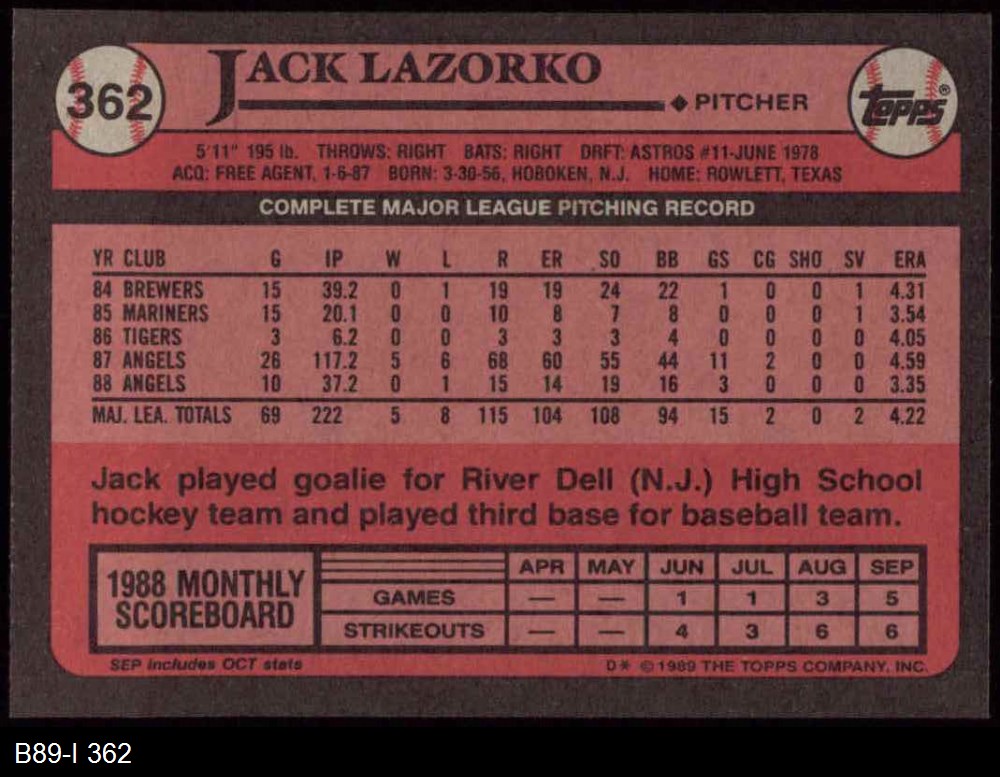 362
JACK LAZORKO
◆ PITCHER
TOPPS®
5'11" 195 lb. THROWS: RIGHT BATS: RIGHT DRFT: ASTROS #11-JUNE 1978
ACQ: FREE AGENT, 1-6-87 BORN: 3-30-56, HOBOKEN, N.J. HOME: ROWLETT, TEXAS
COMPLETE MAJOR LEAGUE PITCHING RECORD
YR CLUB G IP W L R ER SO BB GS CG SHO SV ERA
84 BREWERS 15 39.2 0 1 19 19 24 22 1 0 0 1 4.31
85 MARINERS 15 20.1 0 0 10 8 7 8 0 0 0 1 3.54
86 TIGERS 3 6.2 0 0 3 3 3 4 0 0 0 0 4.05
87 ANGELS 26 117.2 5 6 68 60 55 44 11 2 0 0 4.59
88 ANGELS 10 37.2 0 1 15 14 19 16 3 0 0 0 3.35
MAJ. LEA. TOTALS 69 222 5 8 115 104 108 94 15 2 0 2 4.22
Jack played goalie for River Dell (N.J.) High School
hockey team and played third base for baseball team.
1988 MONTHLY
SCOREBOARD
APR MAY JUN JUL AUG SEP
GAMES — — 1 1 3 5
STRIKEOUTS — — 4 3 6 6
SEP includes OCT stats
D* © 1989 THE TOPPS COMPANY, INC.
B89-I 362